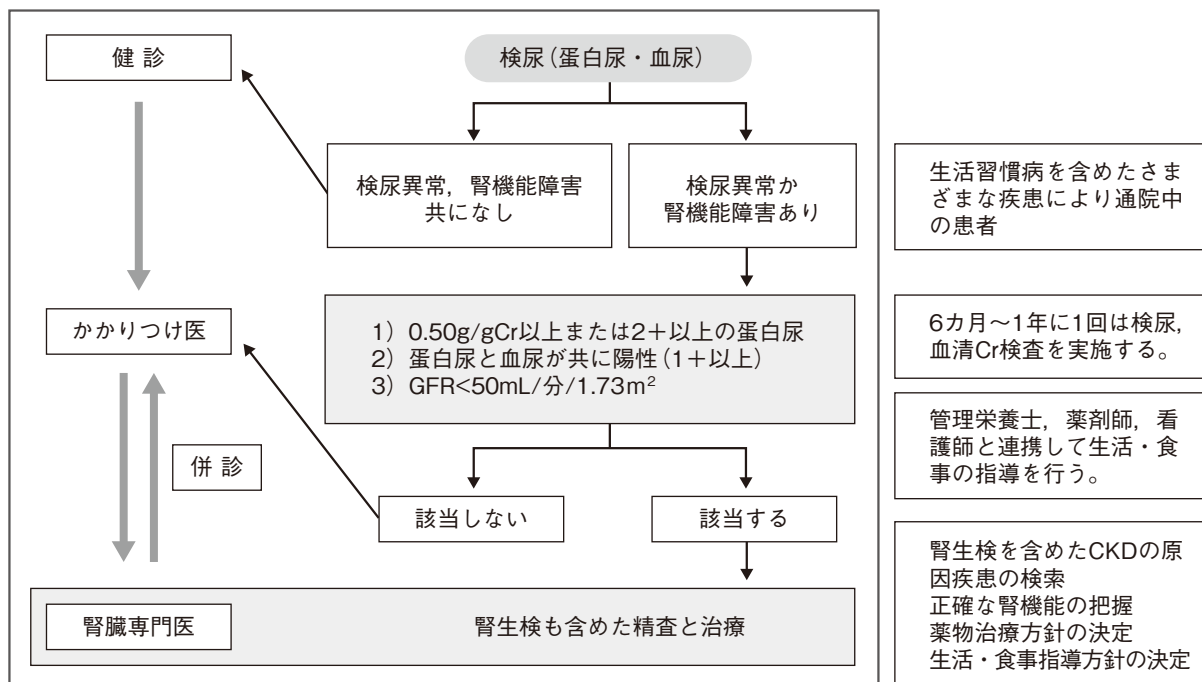 健 診
検尿(蛋白尿・血尿)
検尿異常，腎機能障害
共になし
検尿異常か
腎機能障害あり
生活習慣病を含めたさま
ざまな疾患により通院中
の患者
かかりつけ医
1) 0.50g/gCr以上または2＋以上の蛋白尿
2) 蛋白尿と血尿が共に陽性(1＋以上)
3) GFR<50mL/分/1.73m²
6カ月〜1年に1回は検尿，
血清Cr検査を実施する。
管理栄養士，薬剤師，看
護師と連携して生活・食
事の指導を行う。
併 診
該当しない
該当する
腎臓専門医
腎生検も含めた精査と治療
腎生検を含めたCKDの原
因疾患の検索
正確な腎機能の把握
薬物治療方針の決定
生活・食事指導方針の決定